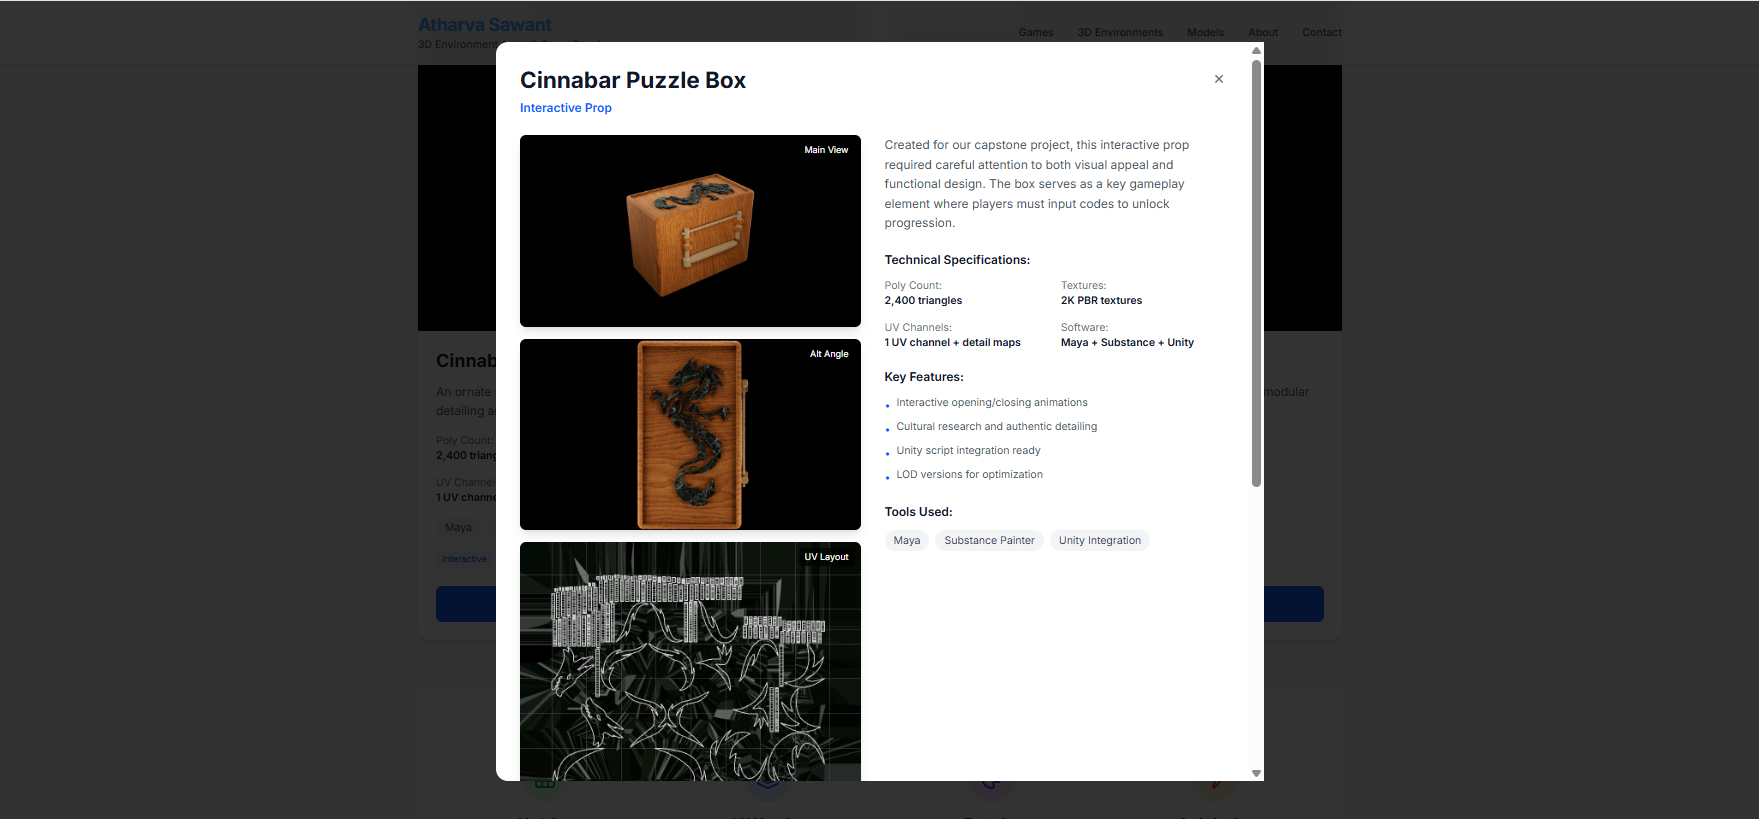 Atharva Sawant
3D Environment
Games
3D Environments
Models
About
Contact
Cinnabar Puzzle Box
Interactive Prop
Main View
Alt Angle
UV Layout
Created for our capstone project, this interactive prop
required careful attention to both visual appeal and
functional design. The box serves as a key gameplay
element where players must input codes to unlock
progression.
Technical Specifications:
Poly Count:
2,400 triangles
Textures:
2K PBR textures
UV Channels:
1 UV channel + detail maps
Software:
Maya + Substance + Unity
Key Features:
Interactive opening/closing animations
Cultural research and authentic detailing
Unity script integration ready
LOD versions for optimization
Tools Used:
Maya
Substance Painter
Unity Integration
Cinnab
An ornate
modular
detailing a
Poly Count:
2,400 triang
UV Channe
1 UV channe
Maya
Interactive